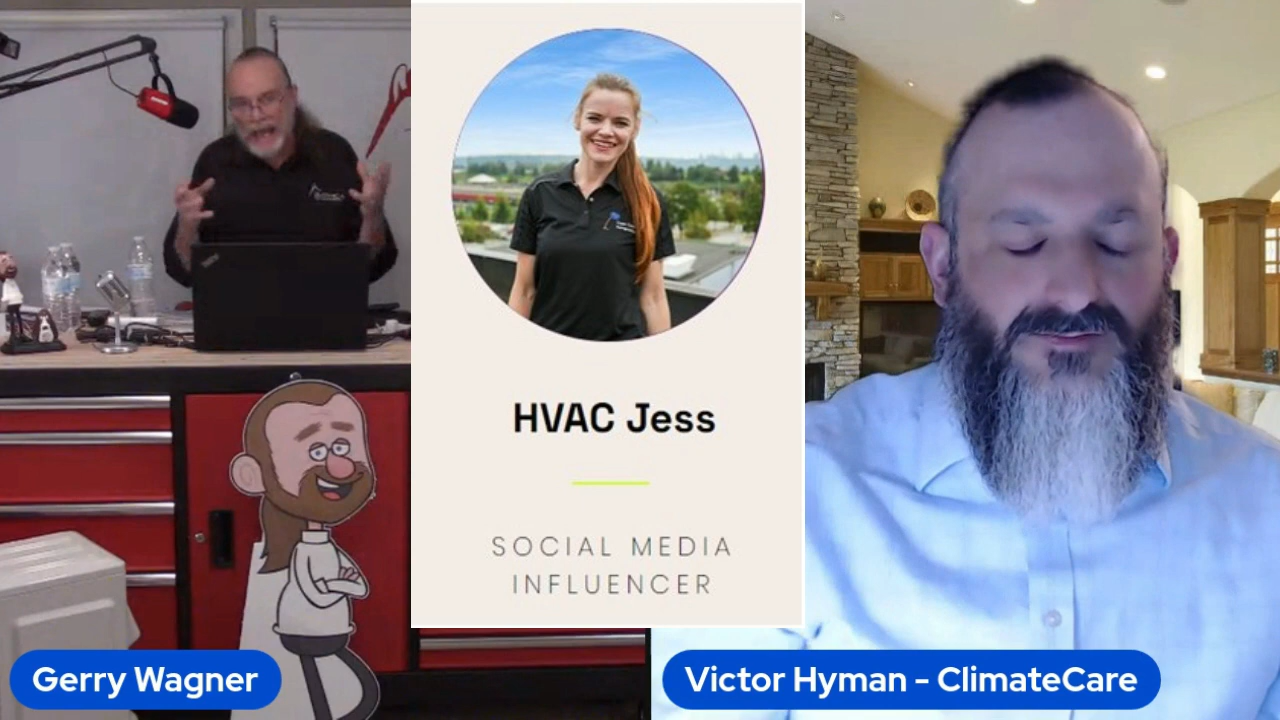 HVAC Jess
SOCIAL MEDIA
INFLUENCER
Gerry Wagner
Victor Hyman - ClimateCare